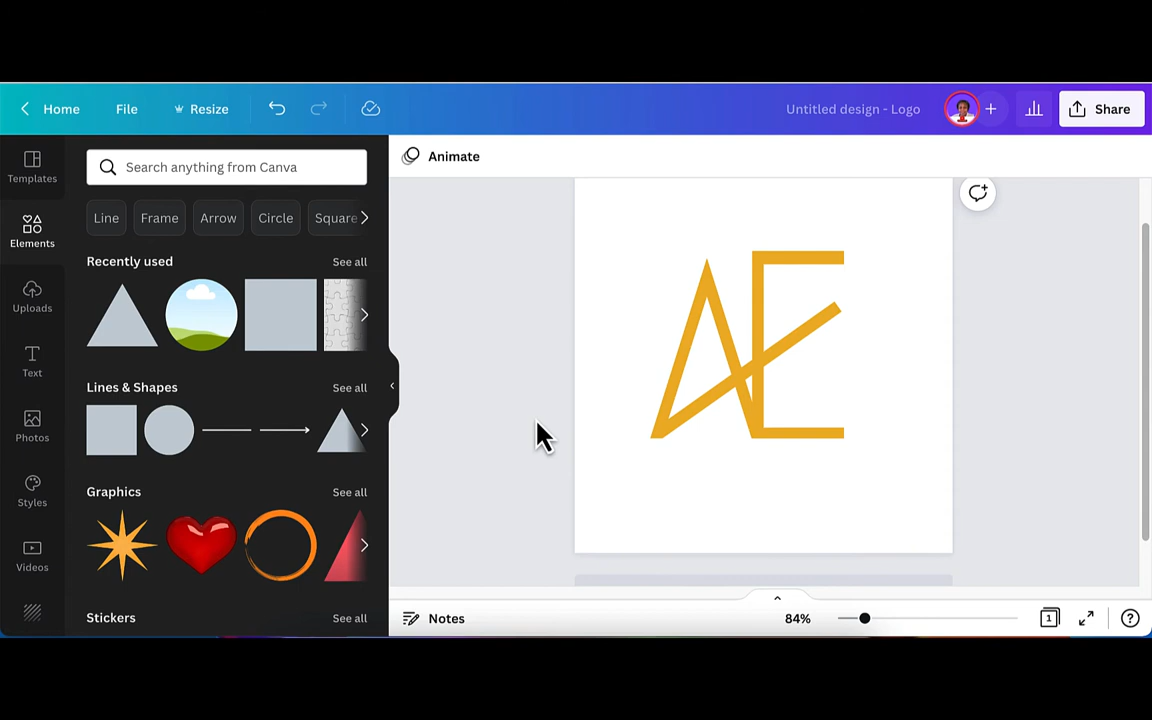 Home File Resize Untitled design - Logo Share
Templates
Elements
Uploads
Text
Photos
Styles
Videos
Search anything from Canva
Line Frame Arrow Circle Square
Recently used See all
Lines & Shapes See all
Graphics See all
Stickers See all
Animate
AE
Notes 84% 1 ?